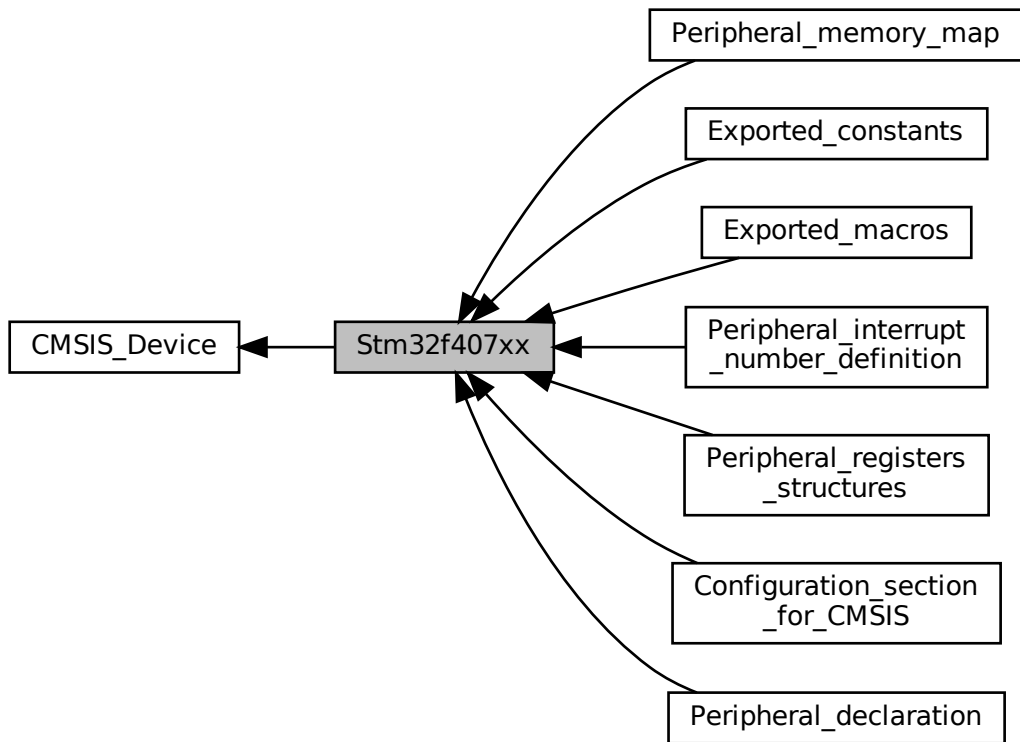 Peripheral_memory_map
Exported_constants
Exported_macros
CMSIS_Device
Stm32f407xx
Peripheral_interrupt
_number_definition
Peripheral_registers
_structures
Configuration_section
_for_CMSIS
Peripheral_declaration